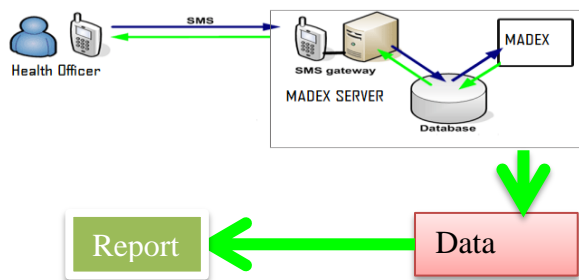 SMS
Health Officer
SMS gateway
MADEX SERVER
MADEX
Database
Report
Data